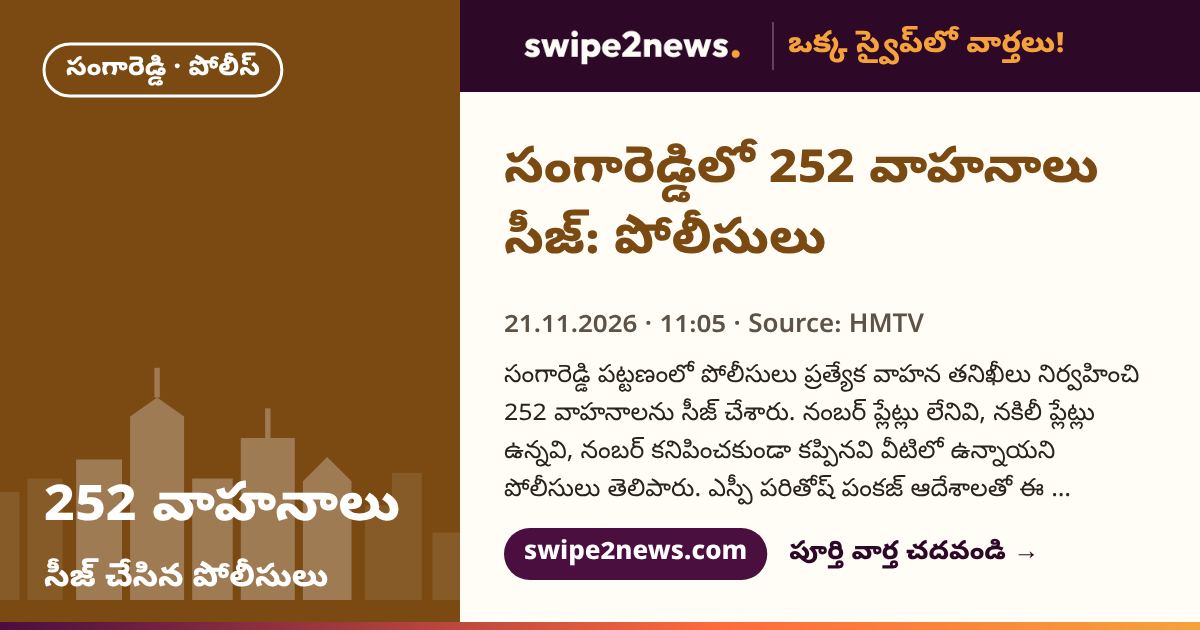 సంగారెడ్డి · పోలీస్
252 వాహనాలు
సీజ్ చేసిన పోలీసులు
swipe2news.
ఒక్క స్వైప్‌లో వార్తలు!
సంగారెడ్డిలో 252 వాహనాలు
సీజ్: పోలీసులు
21.11.2026 · 11:05 · Source: HMTV
సంగారెడ్డి పట్టణంలో పోలీసులు ప్రత్యేక వాహన తనిఖీలు నిర్వహించి
252 వాహనాలను సీజ్ చేశారు. నంబర్ ప్లేట్లు లేనివి, నకిలీ ప్లేట్లు
ఉన్నవి, నంబర్ కనిపించకుండా కప్పినవి వీటిలో ఉన్నాయని
పోలీసులు తెలిపారు. ఎస్పీ పరితోష్ పంకజ్ ఆదేశాలతో ఈ ...
swipe2news.com
పూర్తి వార్త చదవండి →